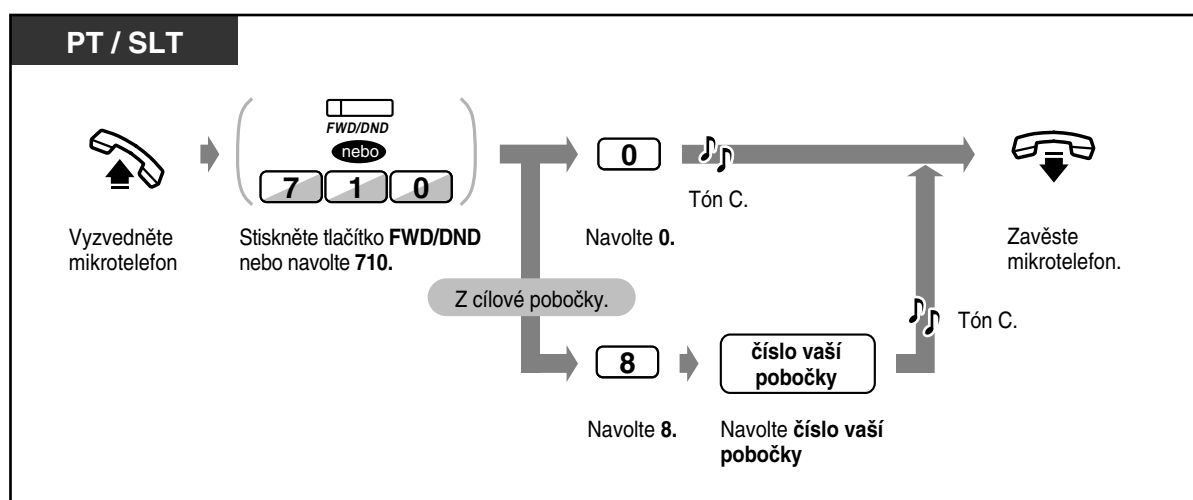 PT / SLT
FWD/DND
nebo
7 1 0
0
Tón C.
Vyzvedněte
mikrotelefon
Stiskněte tlačítko FWD/DND
nebo navolte 710.
Navolte 0.
Zavěste
mikrotelefon.
Z cílové pobočky.
Tón C.
8
číslo vaší
pobočky
Navolte 8.
Navolte číslo vaší
pobočky